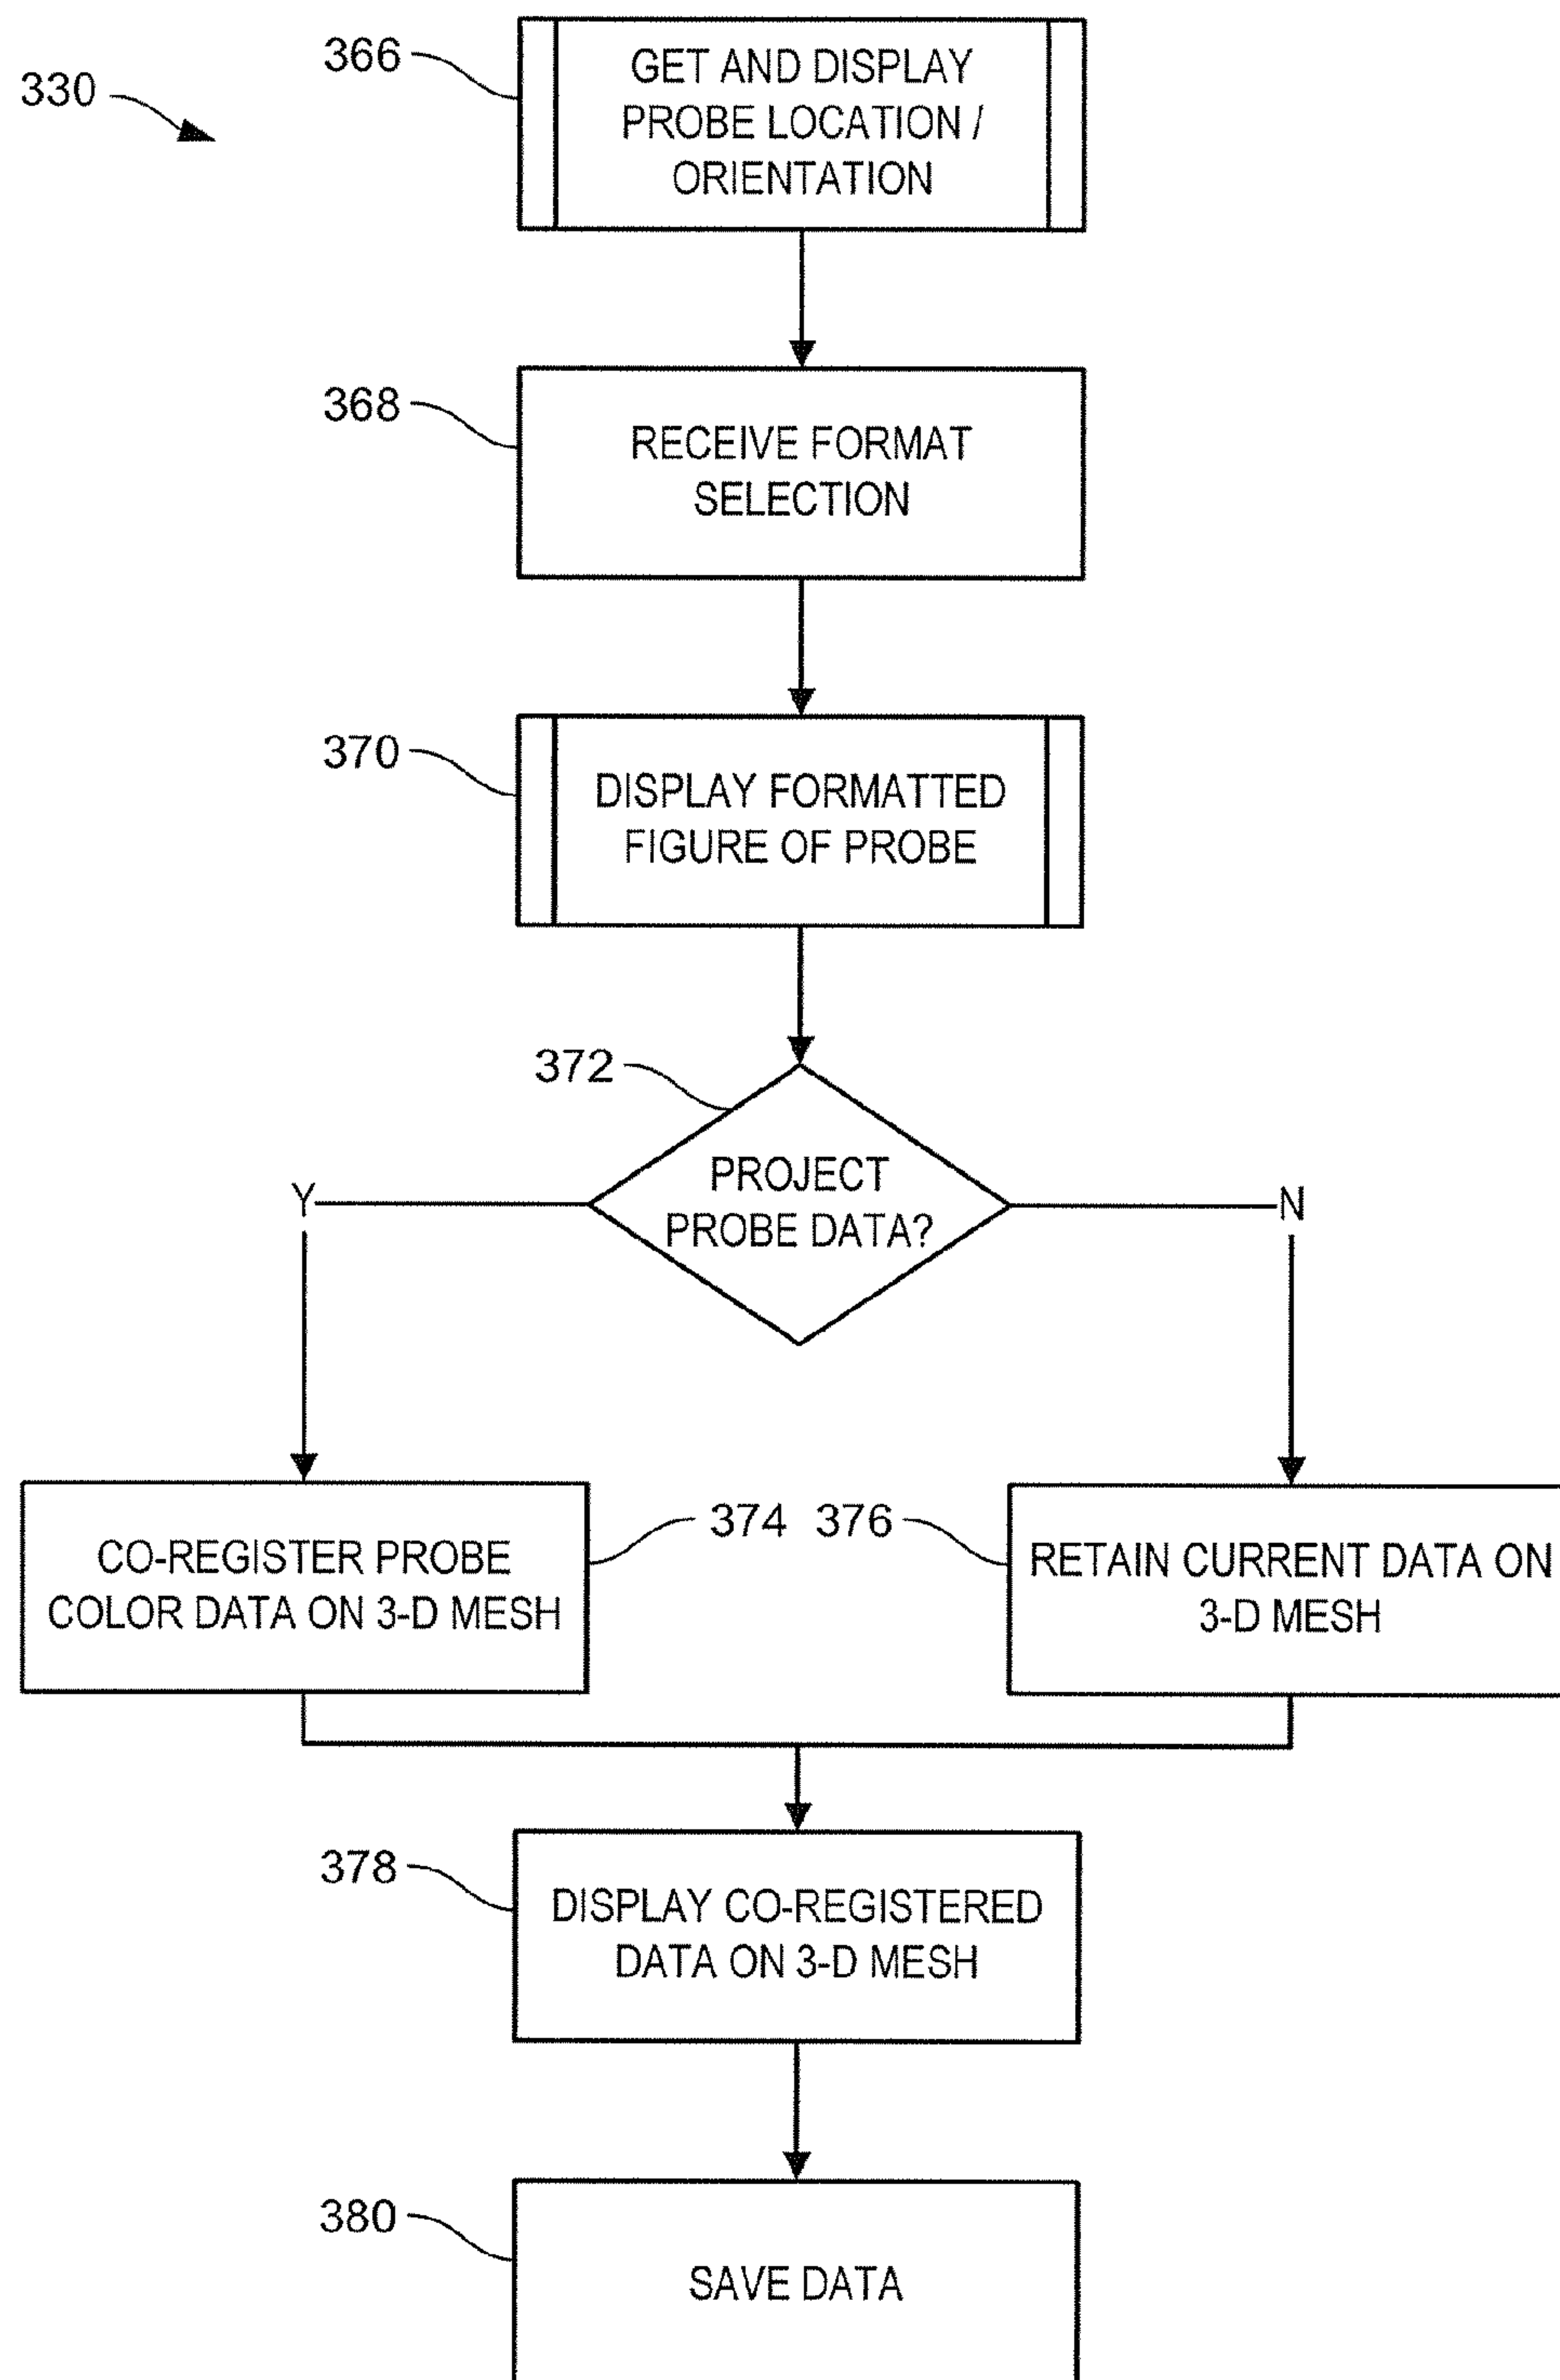 330
366
GET AND DISPLAY
PROBE LOCATION /
ORIENTATION
368
RECEIVE FORMAT
SELECTION
370
DISPLAY FORMATTED
FIGURE OF PROBE
372
PROJECT
PROBE DATA?
Y
N
CO-REGISTER PROBE
COLOR DATA ON 3-D MESH
374
376
RETAIN CURRENT DATA ON
3-D MESH
378
DISPLAY CO-REGISTERED
DATA ON 3-D MESH
380
SAVE DATA